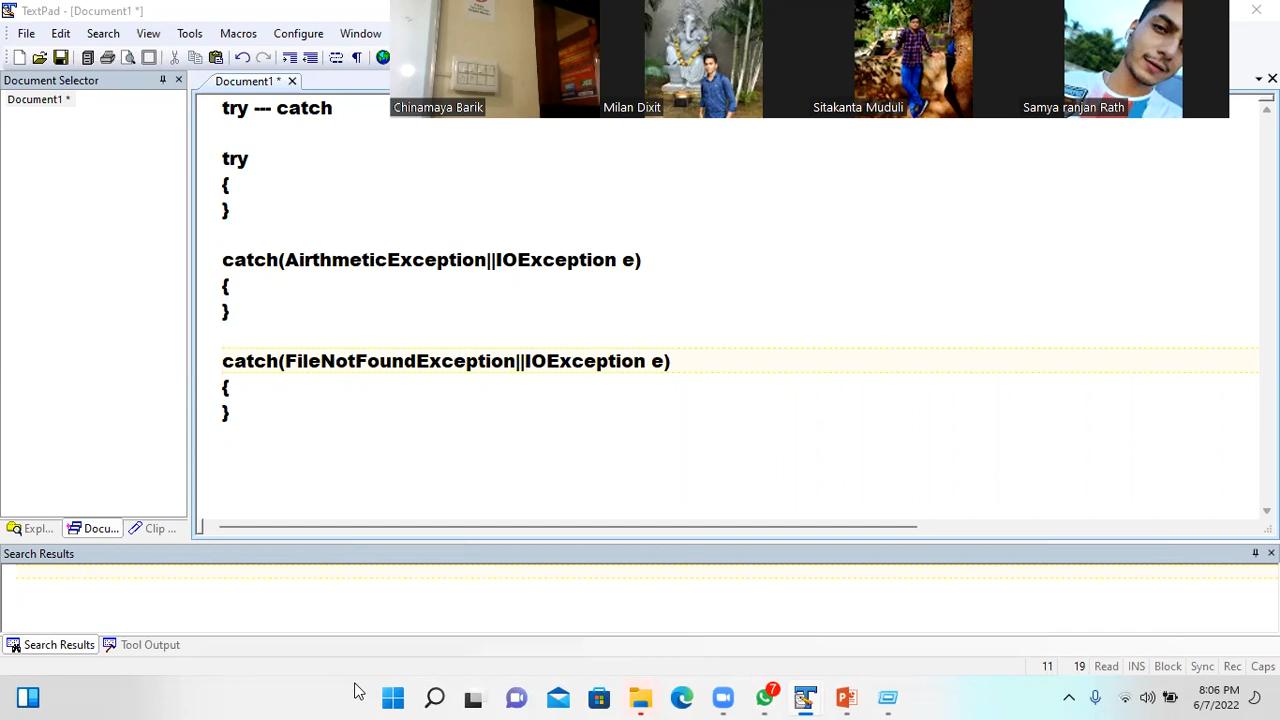 TextPad - [Document1 *]
File Edit Search View Tools Macros Configure Window
Document Selector
Document1 *
Document1 *
Chinamaya Barik
Milan Dixit
Sitakanta Muduli
Samya ranjan Rath
try --- catch
try
{
}
catch(AirthmeticException||IOException e)
{
}
catch(FileNotFoundException||IOException e)
{
}
Expl... Docu... Clip ...
Search Results
Search Results Tool Output
11 19 Read INS Block Sync Rec Caps
7
8:06 PM
6/7/2022